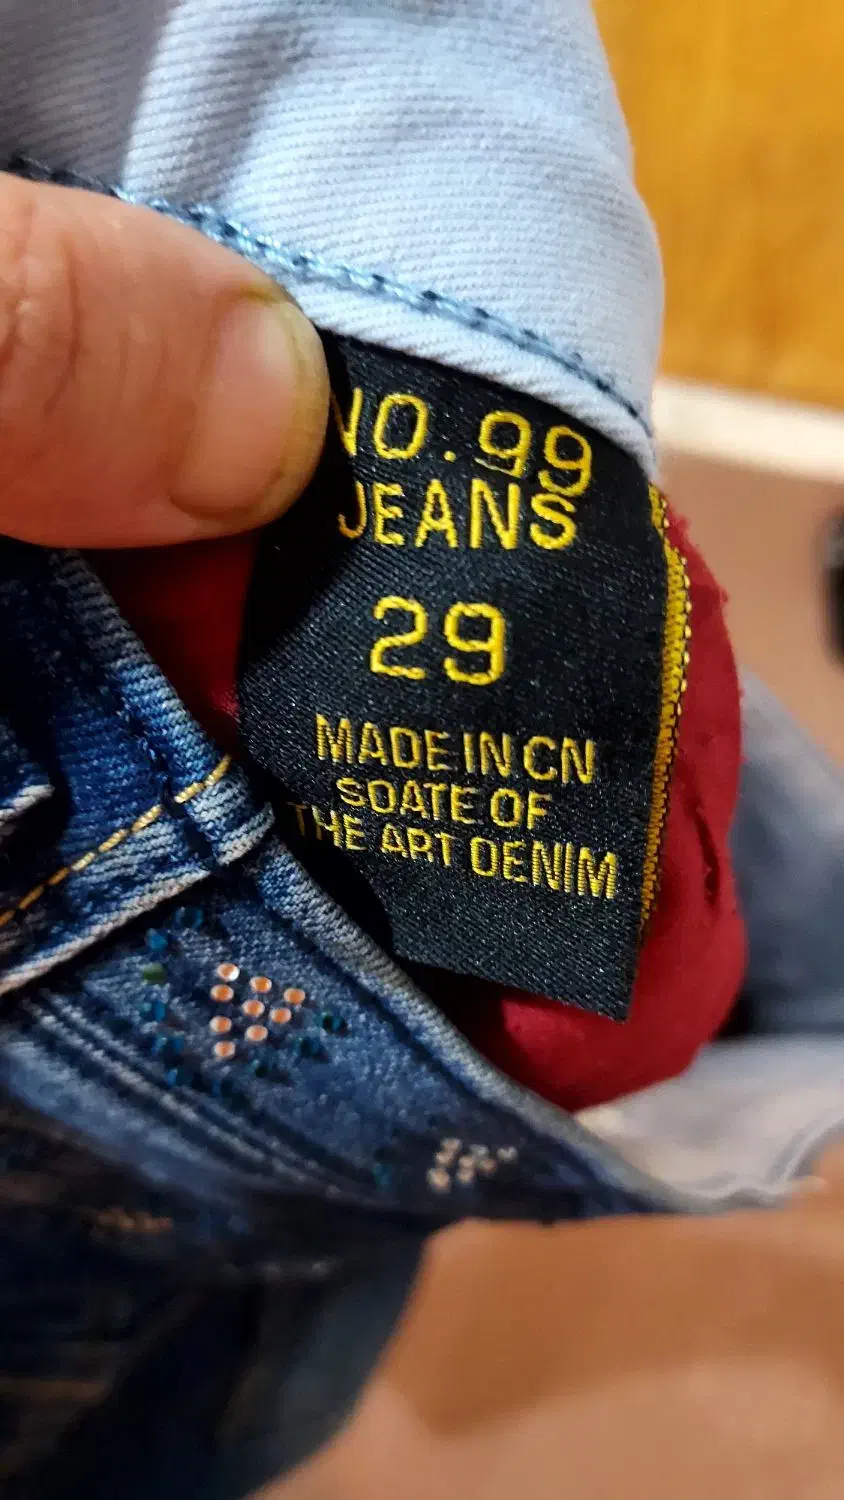 NO.99
JEANS
29
MADE IN CN
SOATE OF
THE ART DENIM